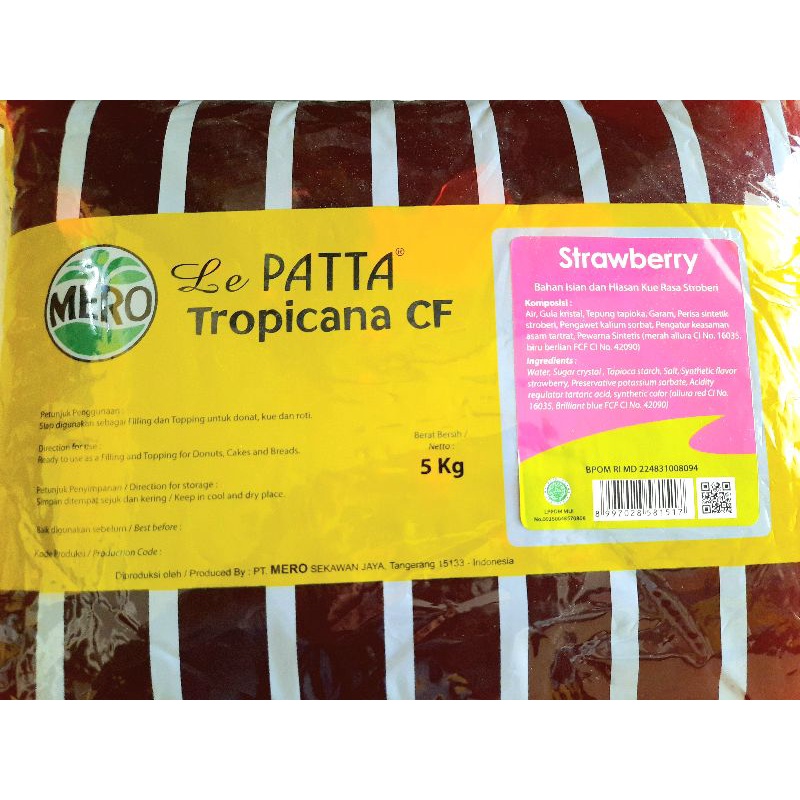 MERO
Le PATTA®
Tropicana CF
Petunjuk Penggunaan :
Siap digunakan sebagai Filling dan Topping untuk donat, kue dan roti.
Direction for use :
Ready to use as a Filling and Topping for Donuts, Cakes and Breads.
Petunjuk Penyimpanan / Direction for storage :
Simpan ditempat sejuk dan kering / Keep in cool and dry place.
Baik digunakan sebelum / Best before :
Kode Produksi / Production Code :
Diproduksi oleh / Produced By : PT. MERO SEKAWAN JAYA, Tangerang 15133 - Indonesia
Berat Bersih /
Netto :
5 Kg
Strawberry
Bahan Isian dan Hiasan Kue Rasa Stroberi
Komposisi :
Air, Gula kristal, Tepung tapioka, Garam, Perisa sintetik
stroberi, Pengawet kalium sorbat, Pengatur keasaman
asam tartrat, Pewarna Sintetis (merah allura CI No. 16035,
biru berlian FCF CI No. 42090)
Ingredients :
Water, Sugar crystal, Tapioca starch, Salt, Synthetic flavor
strawberry, Preservative potassium sorbate, Acidity
regulator tartaric acid, synthetic color (allura red CI No.
16035, Brilliant blue FCF CI No. 42090)
BPOM RI MD 224831008094
LPPOM MUI
8 997028 581517